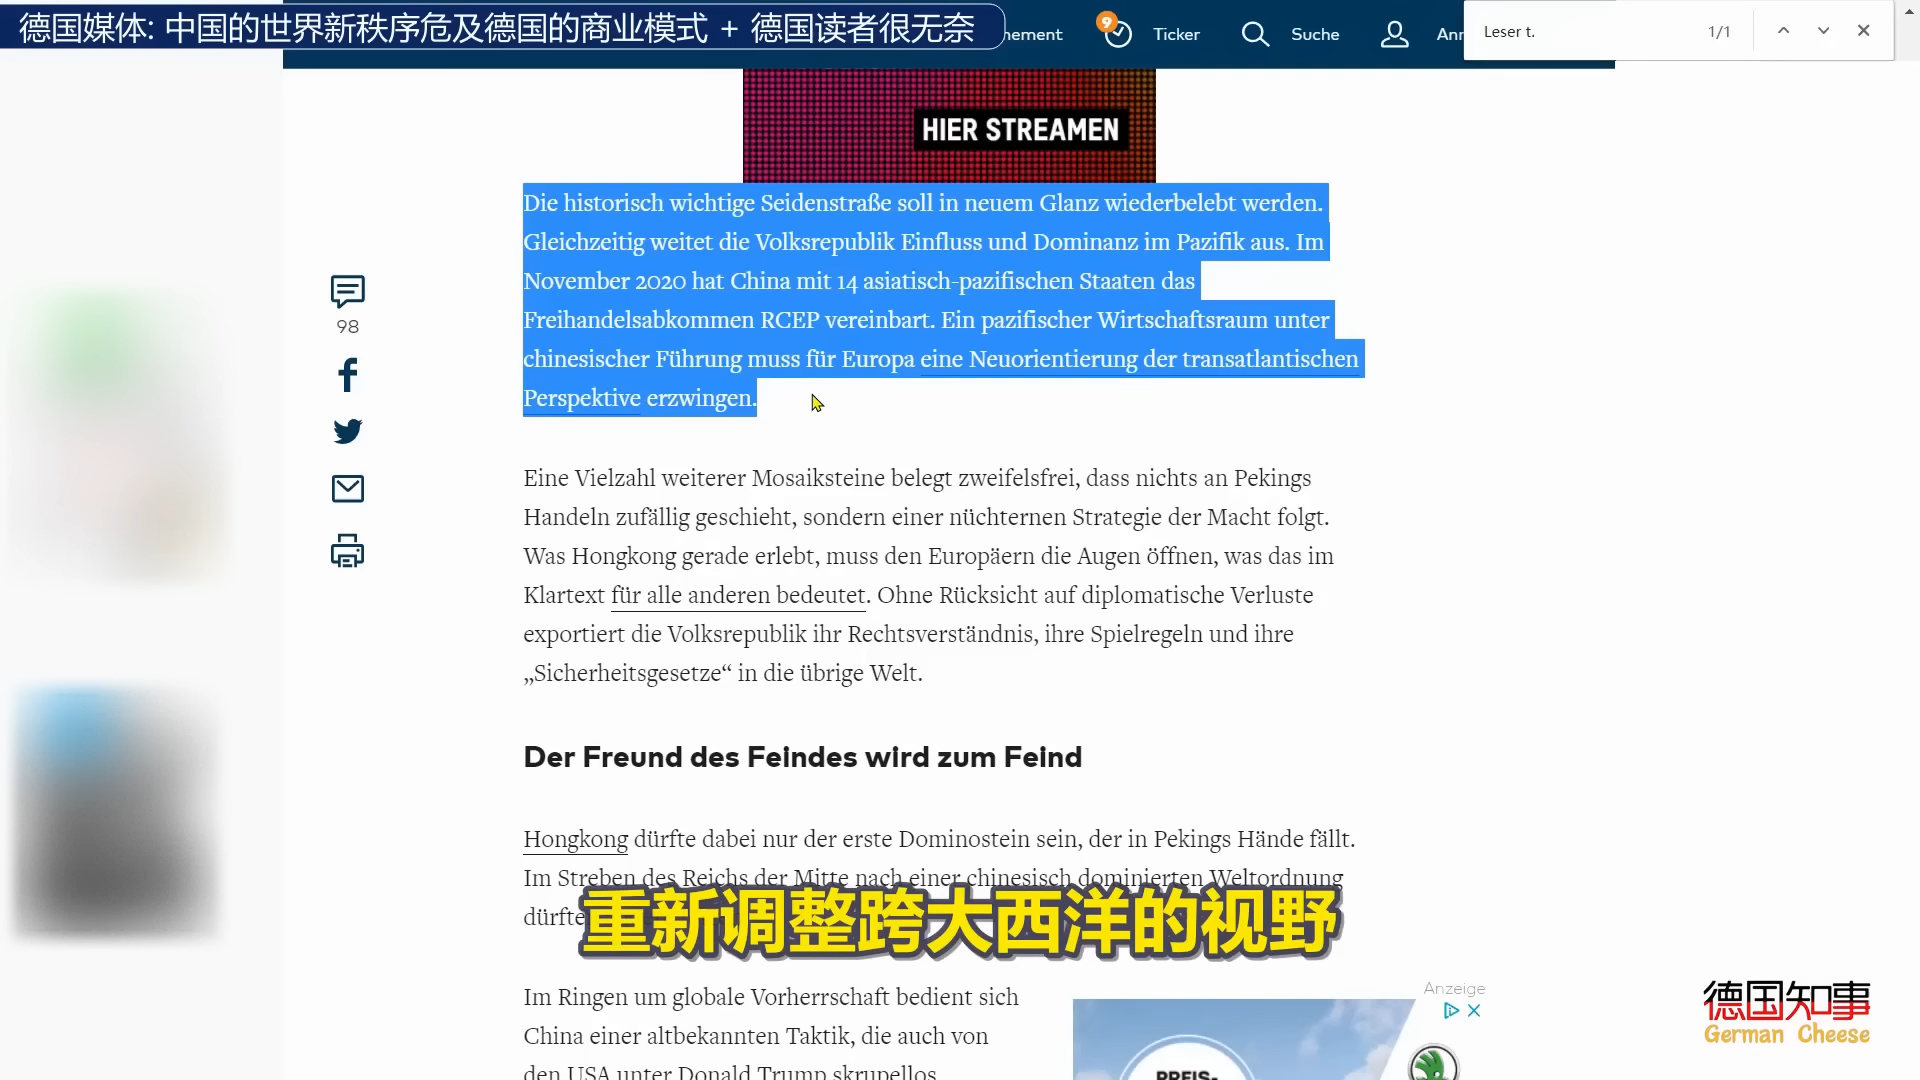 德国媒体: 中国的世界新秩序危及德国的商业模式 + 德国读者很无奈
nement
9
Ticker
Suche
Leser t.
1/1
HIER STREAMEN
Die historisch wichtige Seidenstraße soll in neuem Glanz wiederbelebt werden.
Gleichzeitig weitet die Volksrepublik Einfluss und Dominanz im Pazifik aus. Im
November 2020 hat China mit 14 asiatisch-pazifischen Staaten das
Freihandelsabkommen RCEP vereinbart. Ein pazifischer Wirtschaftsraum unter
chinesischer Führung muss für Europa eine Neuorientierung der transatlantischen
Perspektive erzwingen.
98
Eine Vielzahl weiterer Mosaiksteine belegt zweifelsfrei, dass nichts an Pekings
Handeln zufällig geschieht, sondern einer nüchternen Strategie der Macht folgt.
Was Hongkong gerade erlebt, muss den Europäern die Augen öffnen, was das im
Klartext für alle anderen bedeutet. Ohne Rücksicht auf diplomatische Verluste
exportiert die Volksrepublik ihr Rechtsverständnis, ihre Spielregeln und ihre
„Sicherheitsgesetze“ in die übrige Welt.
Der Freund des Feindes wird zum Feind
Hongkong dürfte dabei nur der erste Dominostein sein, der in Pekings Hände fällt.
Im Streben des Reichs der Mitte nach einer chinesisch dominierten Weltordnung
dürfte
重新调整跨大西洋的视野
Im Ringen um globale Vorherrschaft bedient sich
China einer altbekannten Taktik, die auch von
den USA unter Donald Trump skrupellos
Anzeige
PREIS-
德国知事
German Cheese